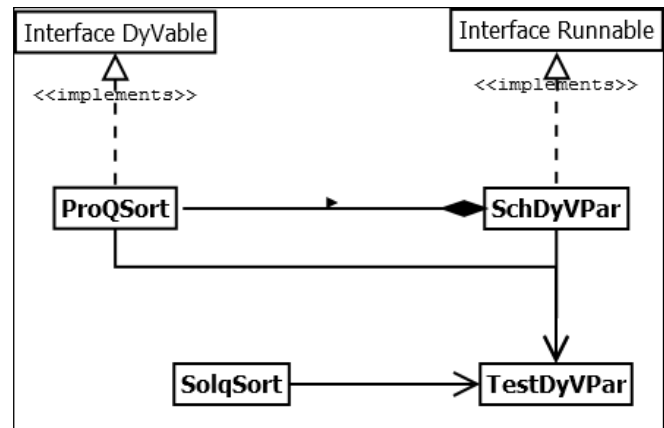 Interface DyVable
Interface Runnable
<<implements>>
<<implements>>
ProQSort
SchDyVPar
SolqSort
TestDyVPar